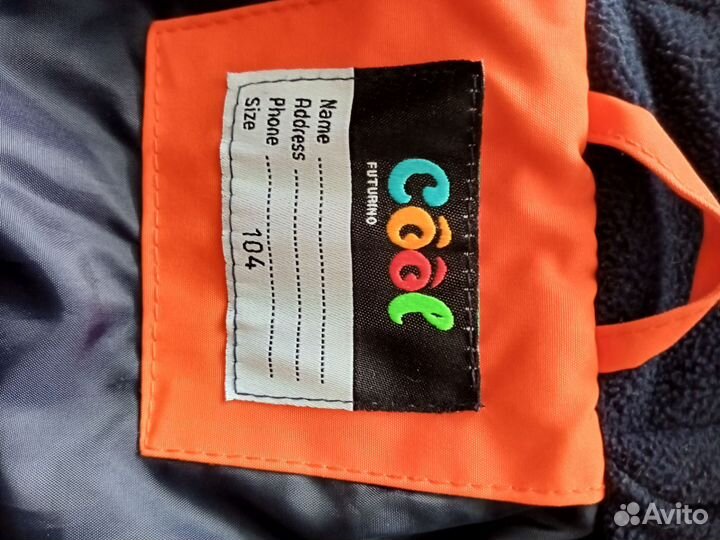 FUTURINO
cool
Name
Address
Phone
Size 104
Avito